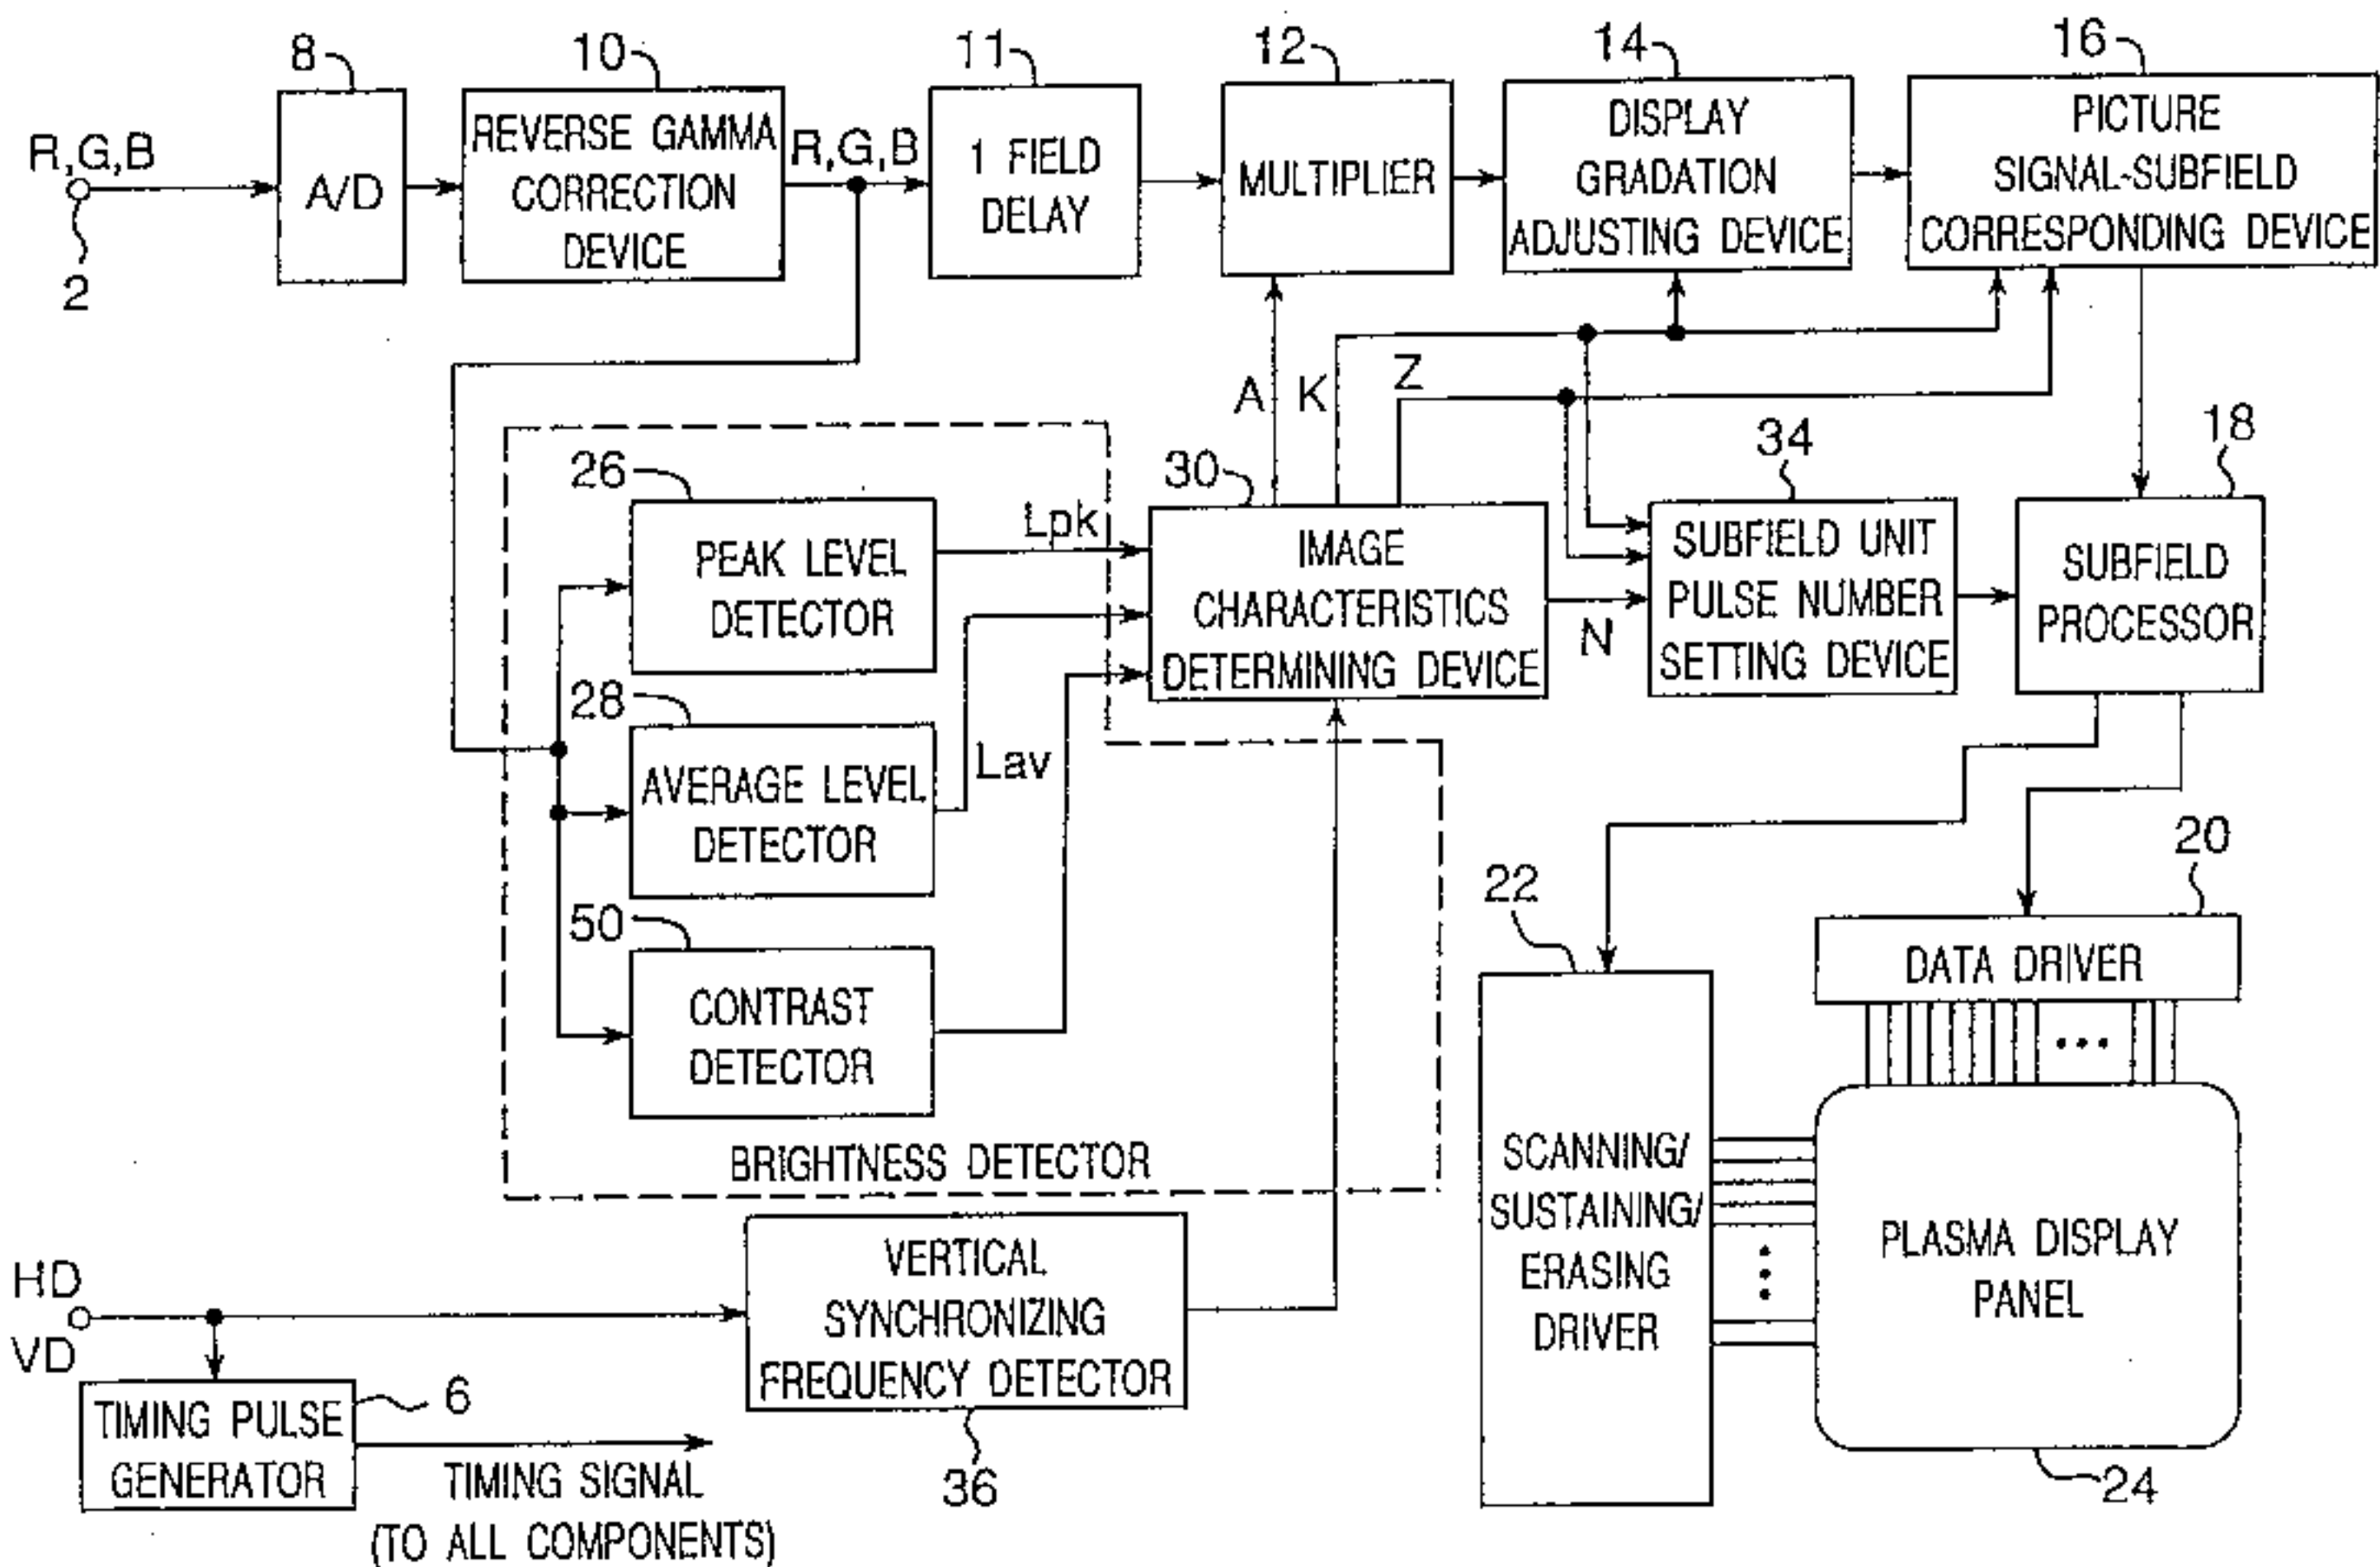 8
10
11
12
14
16
R,G,B
2
A/D
REVERSE GAMMA
CORRECTION
DEVICE
R,G,B
1 FIELD
DELAY
MULTIPLIER
DISPLAY
GRADATION
ADJUSTING DEVICE
PICTURE
SIGNAL-SUBFIELD
CORRESPONDING DEVICE
A
K
Z
26
PEAK LEVEL
DETECTOR
Lpk
30
IMAGE
CHARACTERISTICS
DETERMINING DEVICE
N
34
SUBFIELD UNIT
PULSE NUMBER
SETTING DEVICE
18
SUBFIELD
PROCESSOR
28
AVERAGE LEVEL
DETECTOR
Lav
50
CONTRAST
DETECTOR
BRIGHTNESS DETECTOR
22
SCANNING/
SUSTAINING/
ERASING
DRIVER
20
DATA DRIVER
PLASMA DISPLAY
PANEL
24
HD
VD
VERTICAL
SYNCHRONIZING
FREQUENCY DETECTOR
36
TIMING PULSE
GENERATOR
6
TIMING SIGNAL
(TO ALL COMPONENTS)